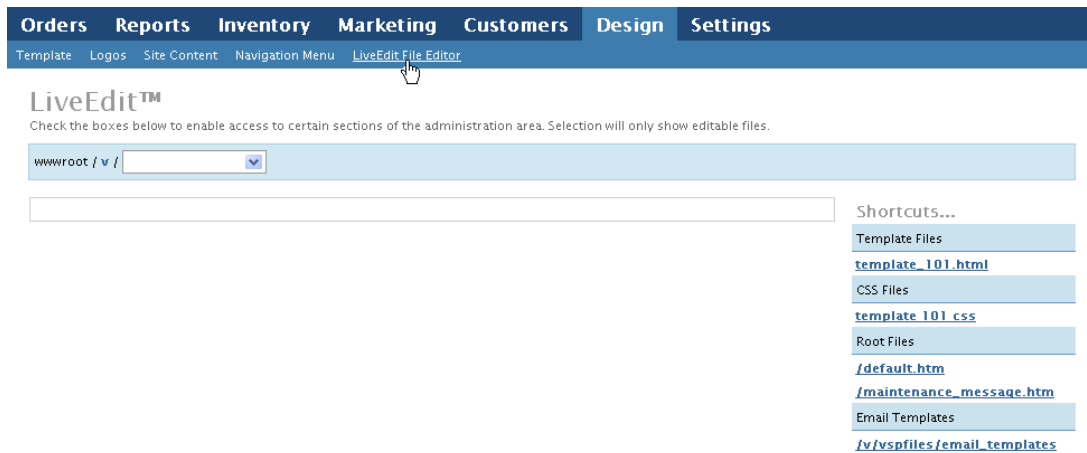 Orders Reports Inventory Marketing Customers Design Settings
Template Logos Site Content Navigation Menu LiveEdit File Editor
LiveEdit™
Check the boxes below to enable access to certain sections of the administration area. Selection will only show editable files.
wwwroot / v /
Shortcuts...
Template Files
template_101.html
CSS Files
template 101 css
Root Files
/default.htm
/maintenance_message.htm
Email Templates
/v/vspfiles/email_templates